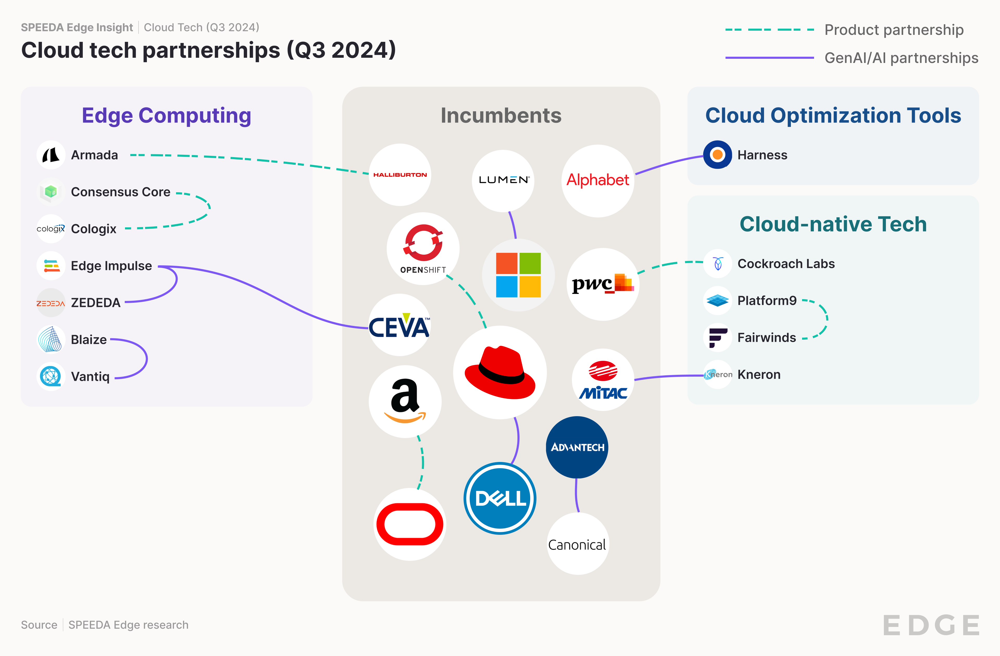 SPEEDA Edge Insight | Cloud Tech (Q3 2024)
Cloud tech partnerships (Q3 2024)
Product partnership
GenAI/AI partnerships
Edge Computing
Armada
Consensus Core
cologix Cologix
Edge Impulse
ZEDEDA ZEDEDA
Blaize
Vantiq
Incumbents
HALLIBURTON
LUMEN®
Alphabet
OPENSHIFT
pwc
CEVA™
a
MiTAC
ADVANTECH
DELL
Canonical
Cloud Optimization Tools
Harness
Cloud-native Tech
Cockroach Labs
Platform9
Fairwinds
Kneron Kneron
Source | SPEEDA Edge research
EDGE